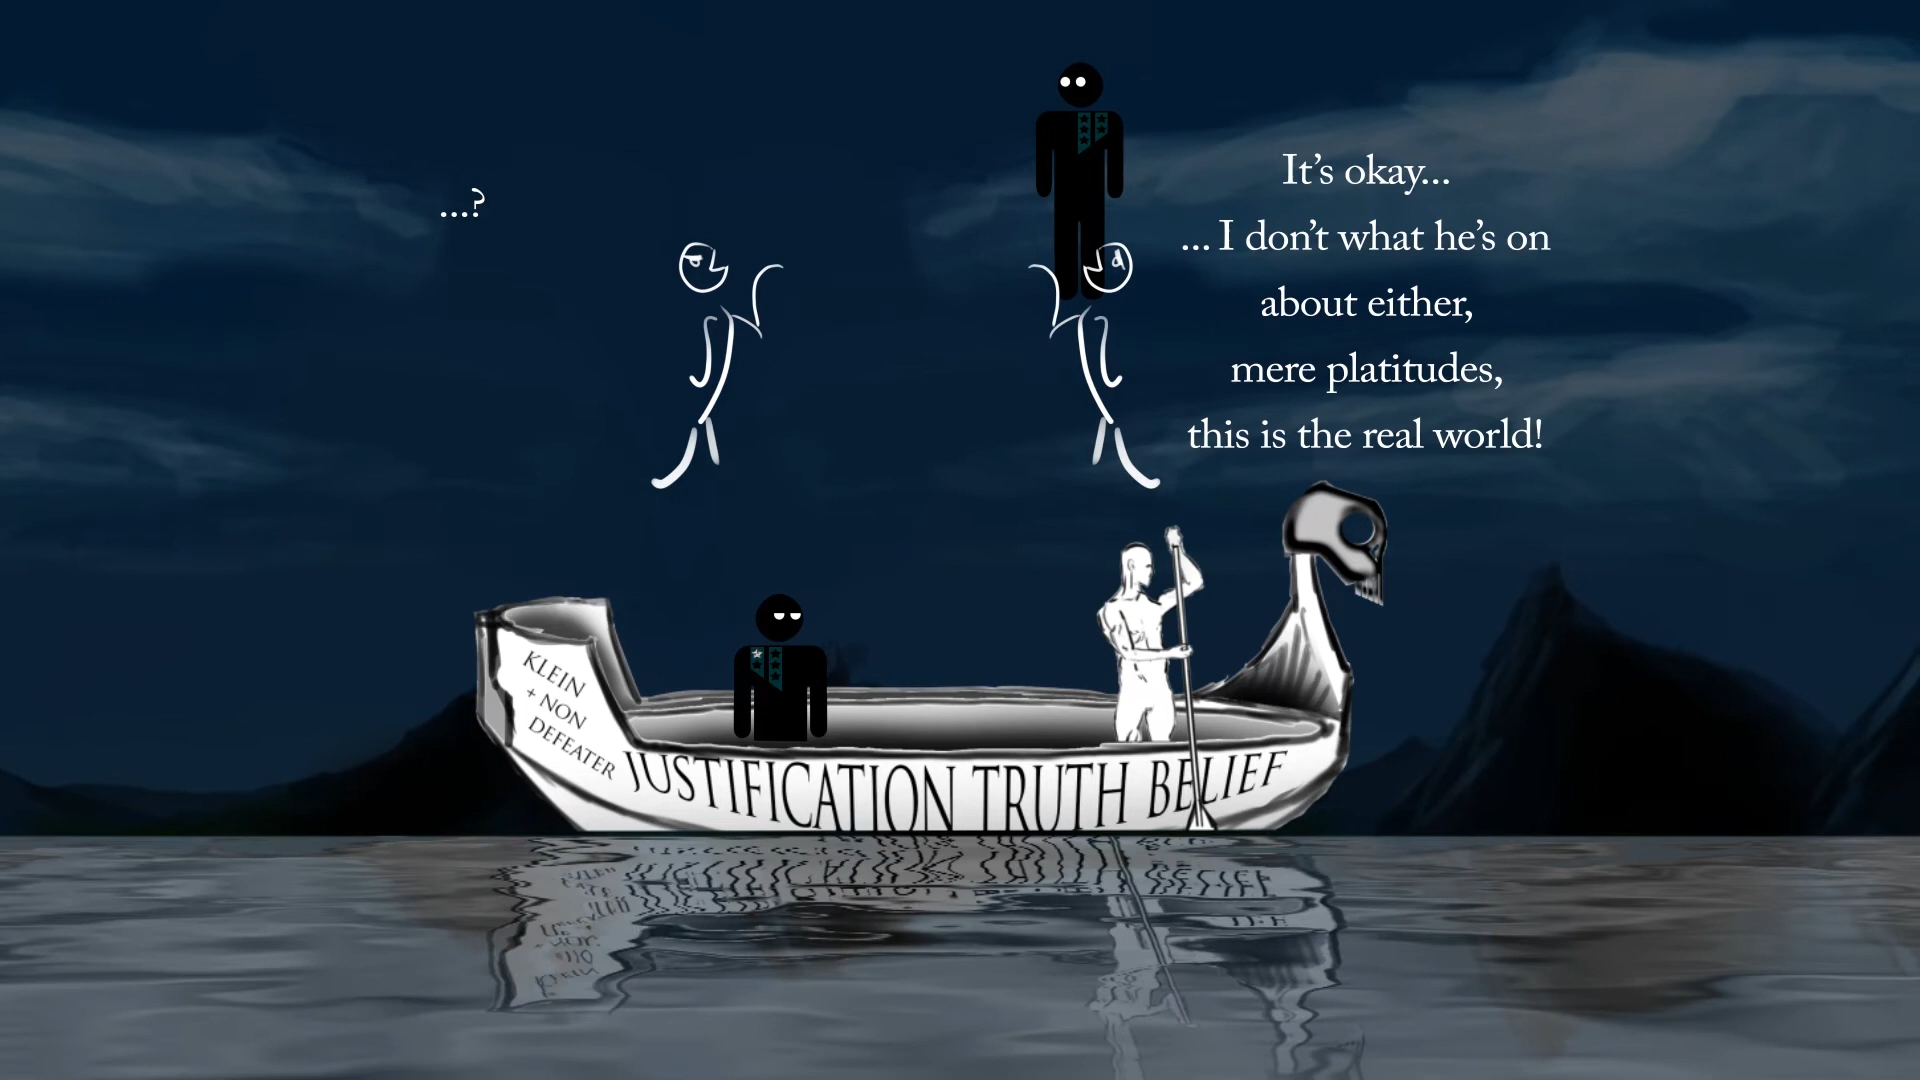 ...?
It's okay...
... I don't what he's on
about either,
mere platitudes,
this is the real world!
KLEIN
+ NON
DEFEATER
JUSTIFICATION TRUTH BELIEF